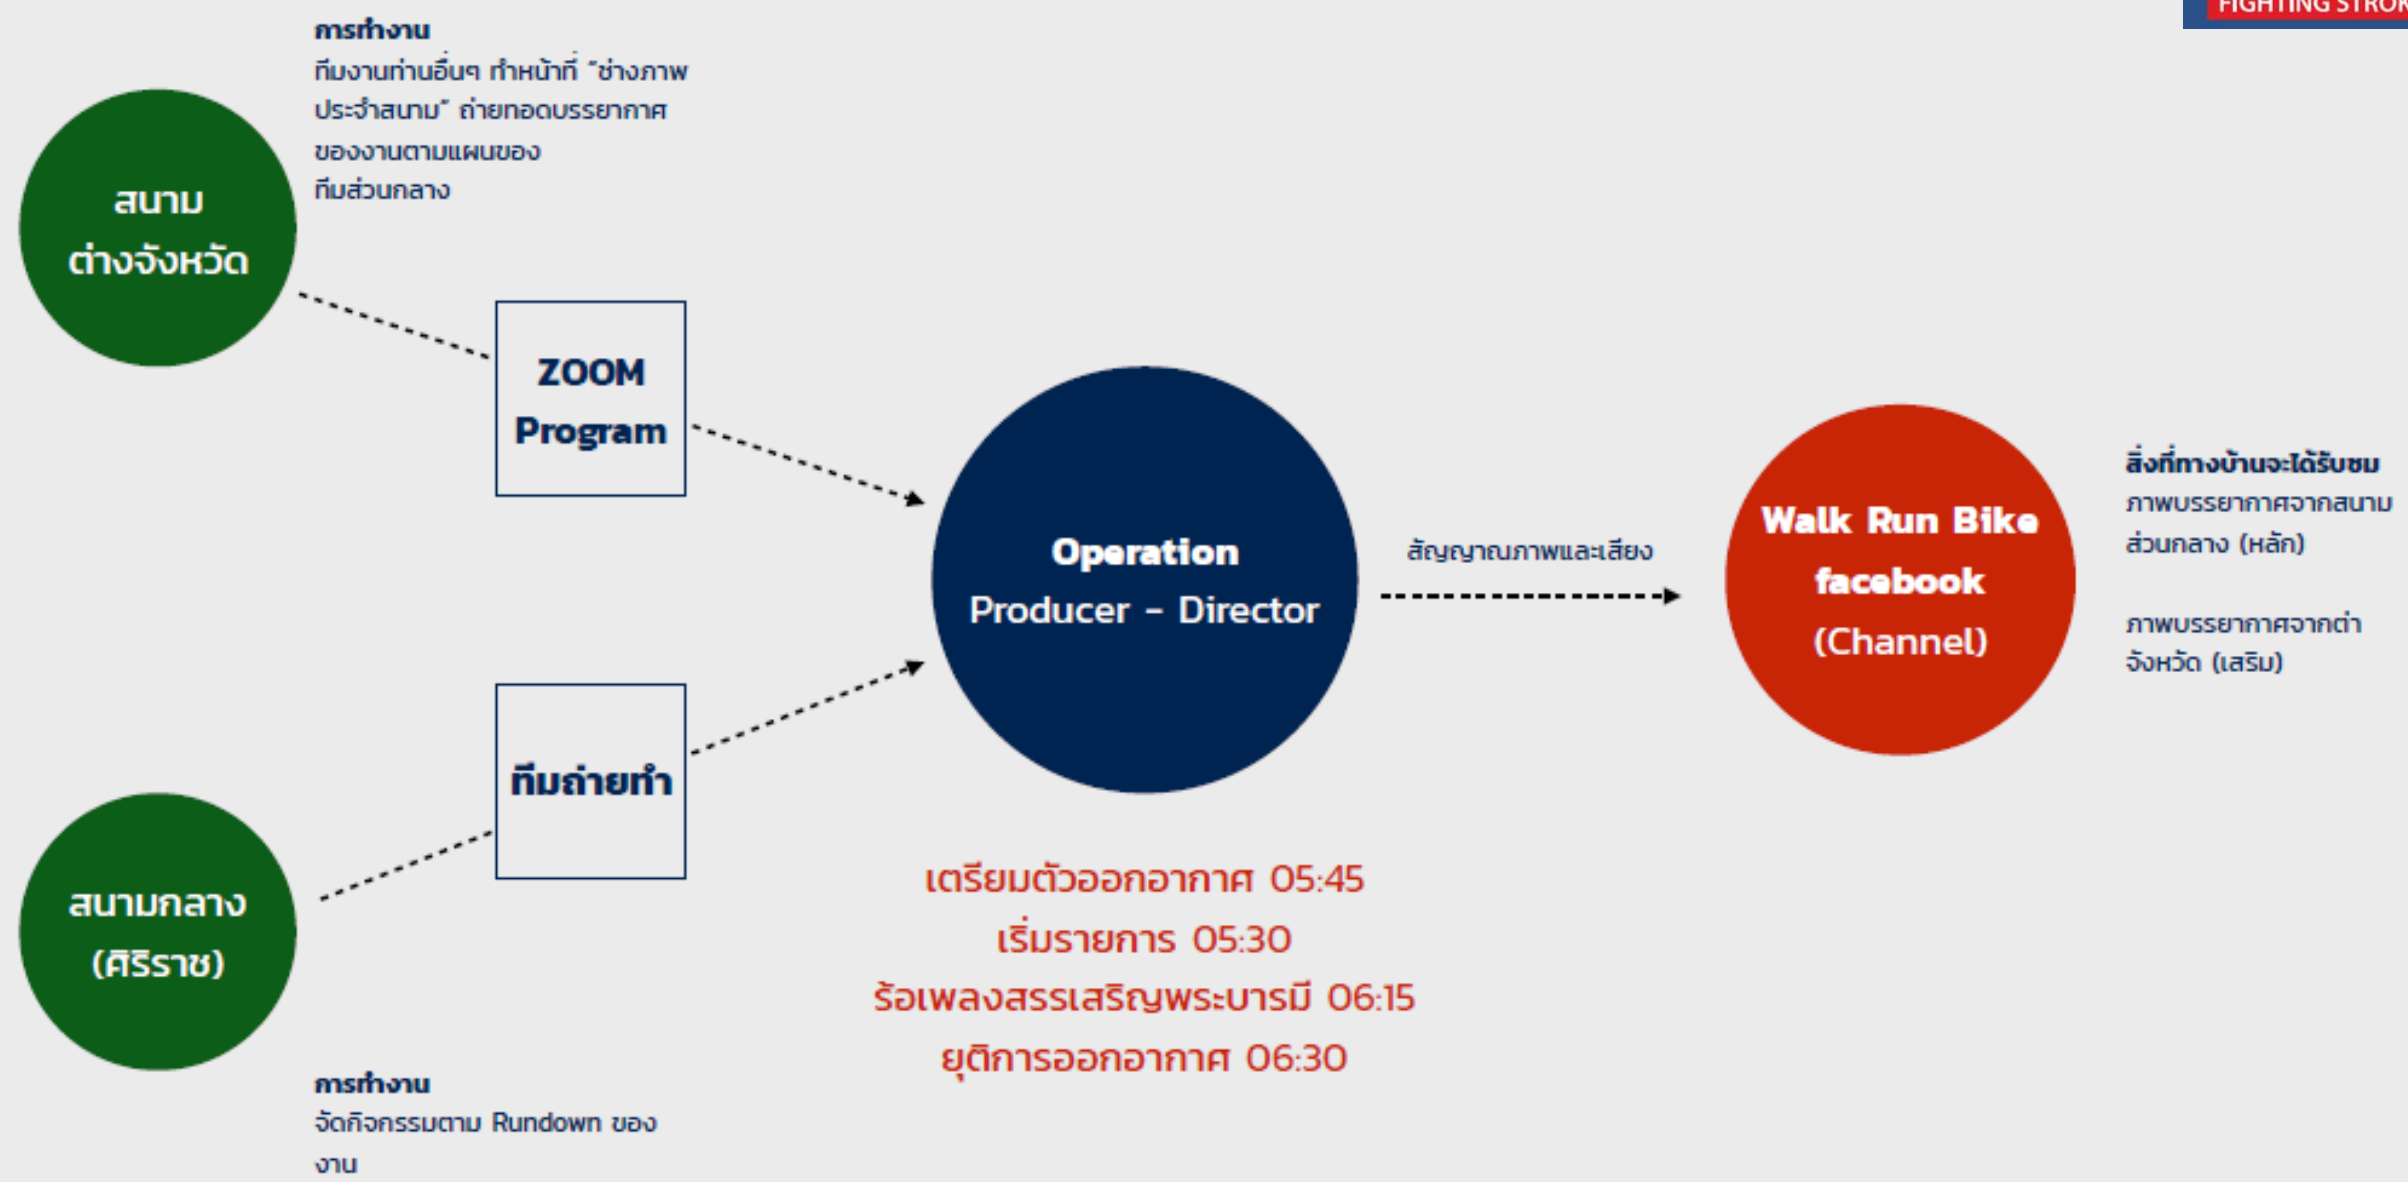 FIGHTING STROK
การทำงาน
ทีมงานท่านอื่นๆ ทำหน้าที่ “ช่างภาพ
ประจำสนาม” ถ่ายทอดบรรยากาศ
ของงานตามแผนของ
ทีมส่วนกลาง
สนาม
ต่างจังหวัด
ZOOM
Program
Operation
Producer - Director
สัญญาณภาพและเสียง
Walk Run Bike
facebook
(Channel)
สิ่งที่ทางบ้านจะได้รับชม
ภาพบรรยากาศจากสนาม
ส่วนกลาง (หลัก)
ภาพบรรยากาศจากต่า
จังหวัด (เสริม)
ทีมถ่ายทำ
สนามกลาง
(ศิริราช)
เตรียมตัวออกอากาศ 05:45
เริ่มรายการ 05:30
ร้อเพลงสรรเสริญพระบารมี 06:15
ยุติการออกอากาศ 06:30
การทำงาน
จัดกิจกรรมตาม Rundown ของ
งาน